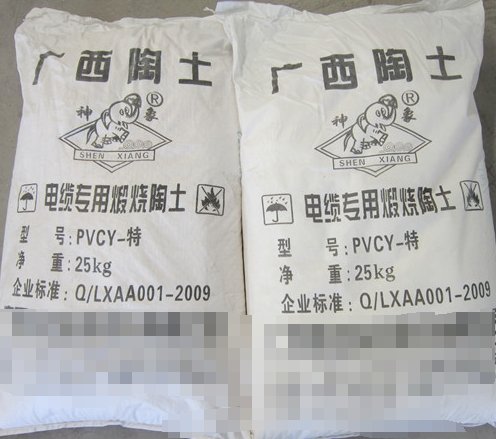 广西陶土
神象®
SHEN XIANG
电缆专用煅烧陶土
型 号：PVCY-特
净 重：25kg
企业标准：Q/LXAA001-2009
广西陶土
神象®
SHEN XIANG
电缆专用煅烧陶土
型 号：PVCY-特
净 重：25kg
企业标准：Q/LXAA001-2009